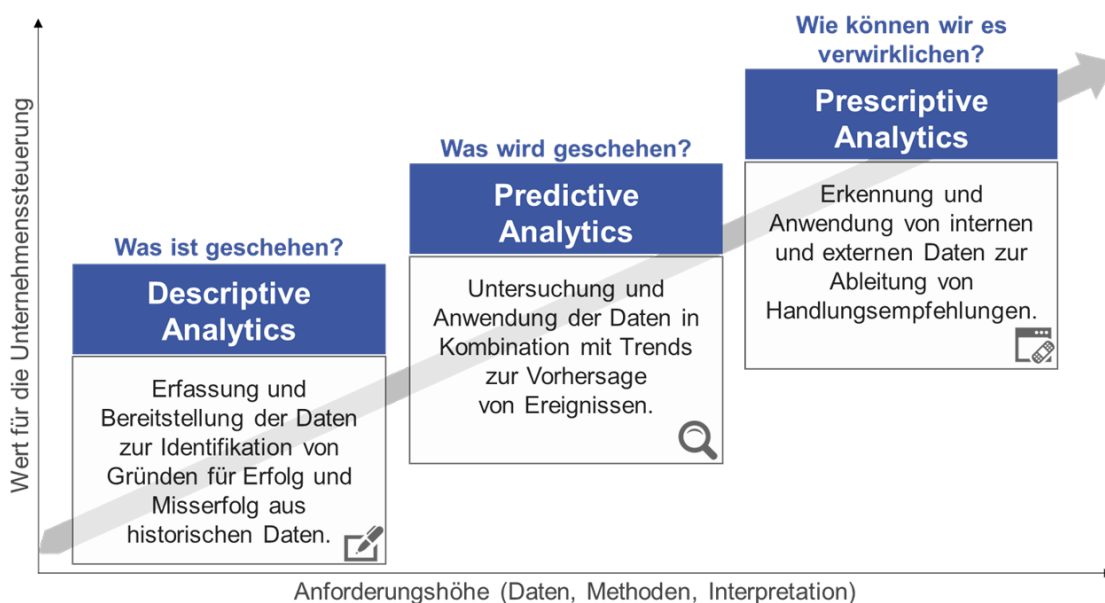 Wert für die Unternehmenssteuerung
Was ist geschehen?
Descriptive
Analytics
Erfassung und
Bereitstellung der Daten
zur Identifikation von
Gründen für Erfolg und
Misserfolg aus
historischen Daten.
Was wird geschehen?
Predictive
Analytics
Untersuchung und
Anwendung der Daten in
Kombination mit Trends
zur Vorhersage
von Ereignissen.
Wie können wir es
verwirklichen?
Prescriptive
Analytics
Erkennung und
Anwendung von internen
und externen Daten zur
Ableitung von
Handlungsempfehlungen.
Anforderungshöhe (Daten, Methoden, Interpretation)